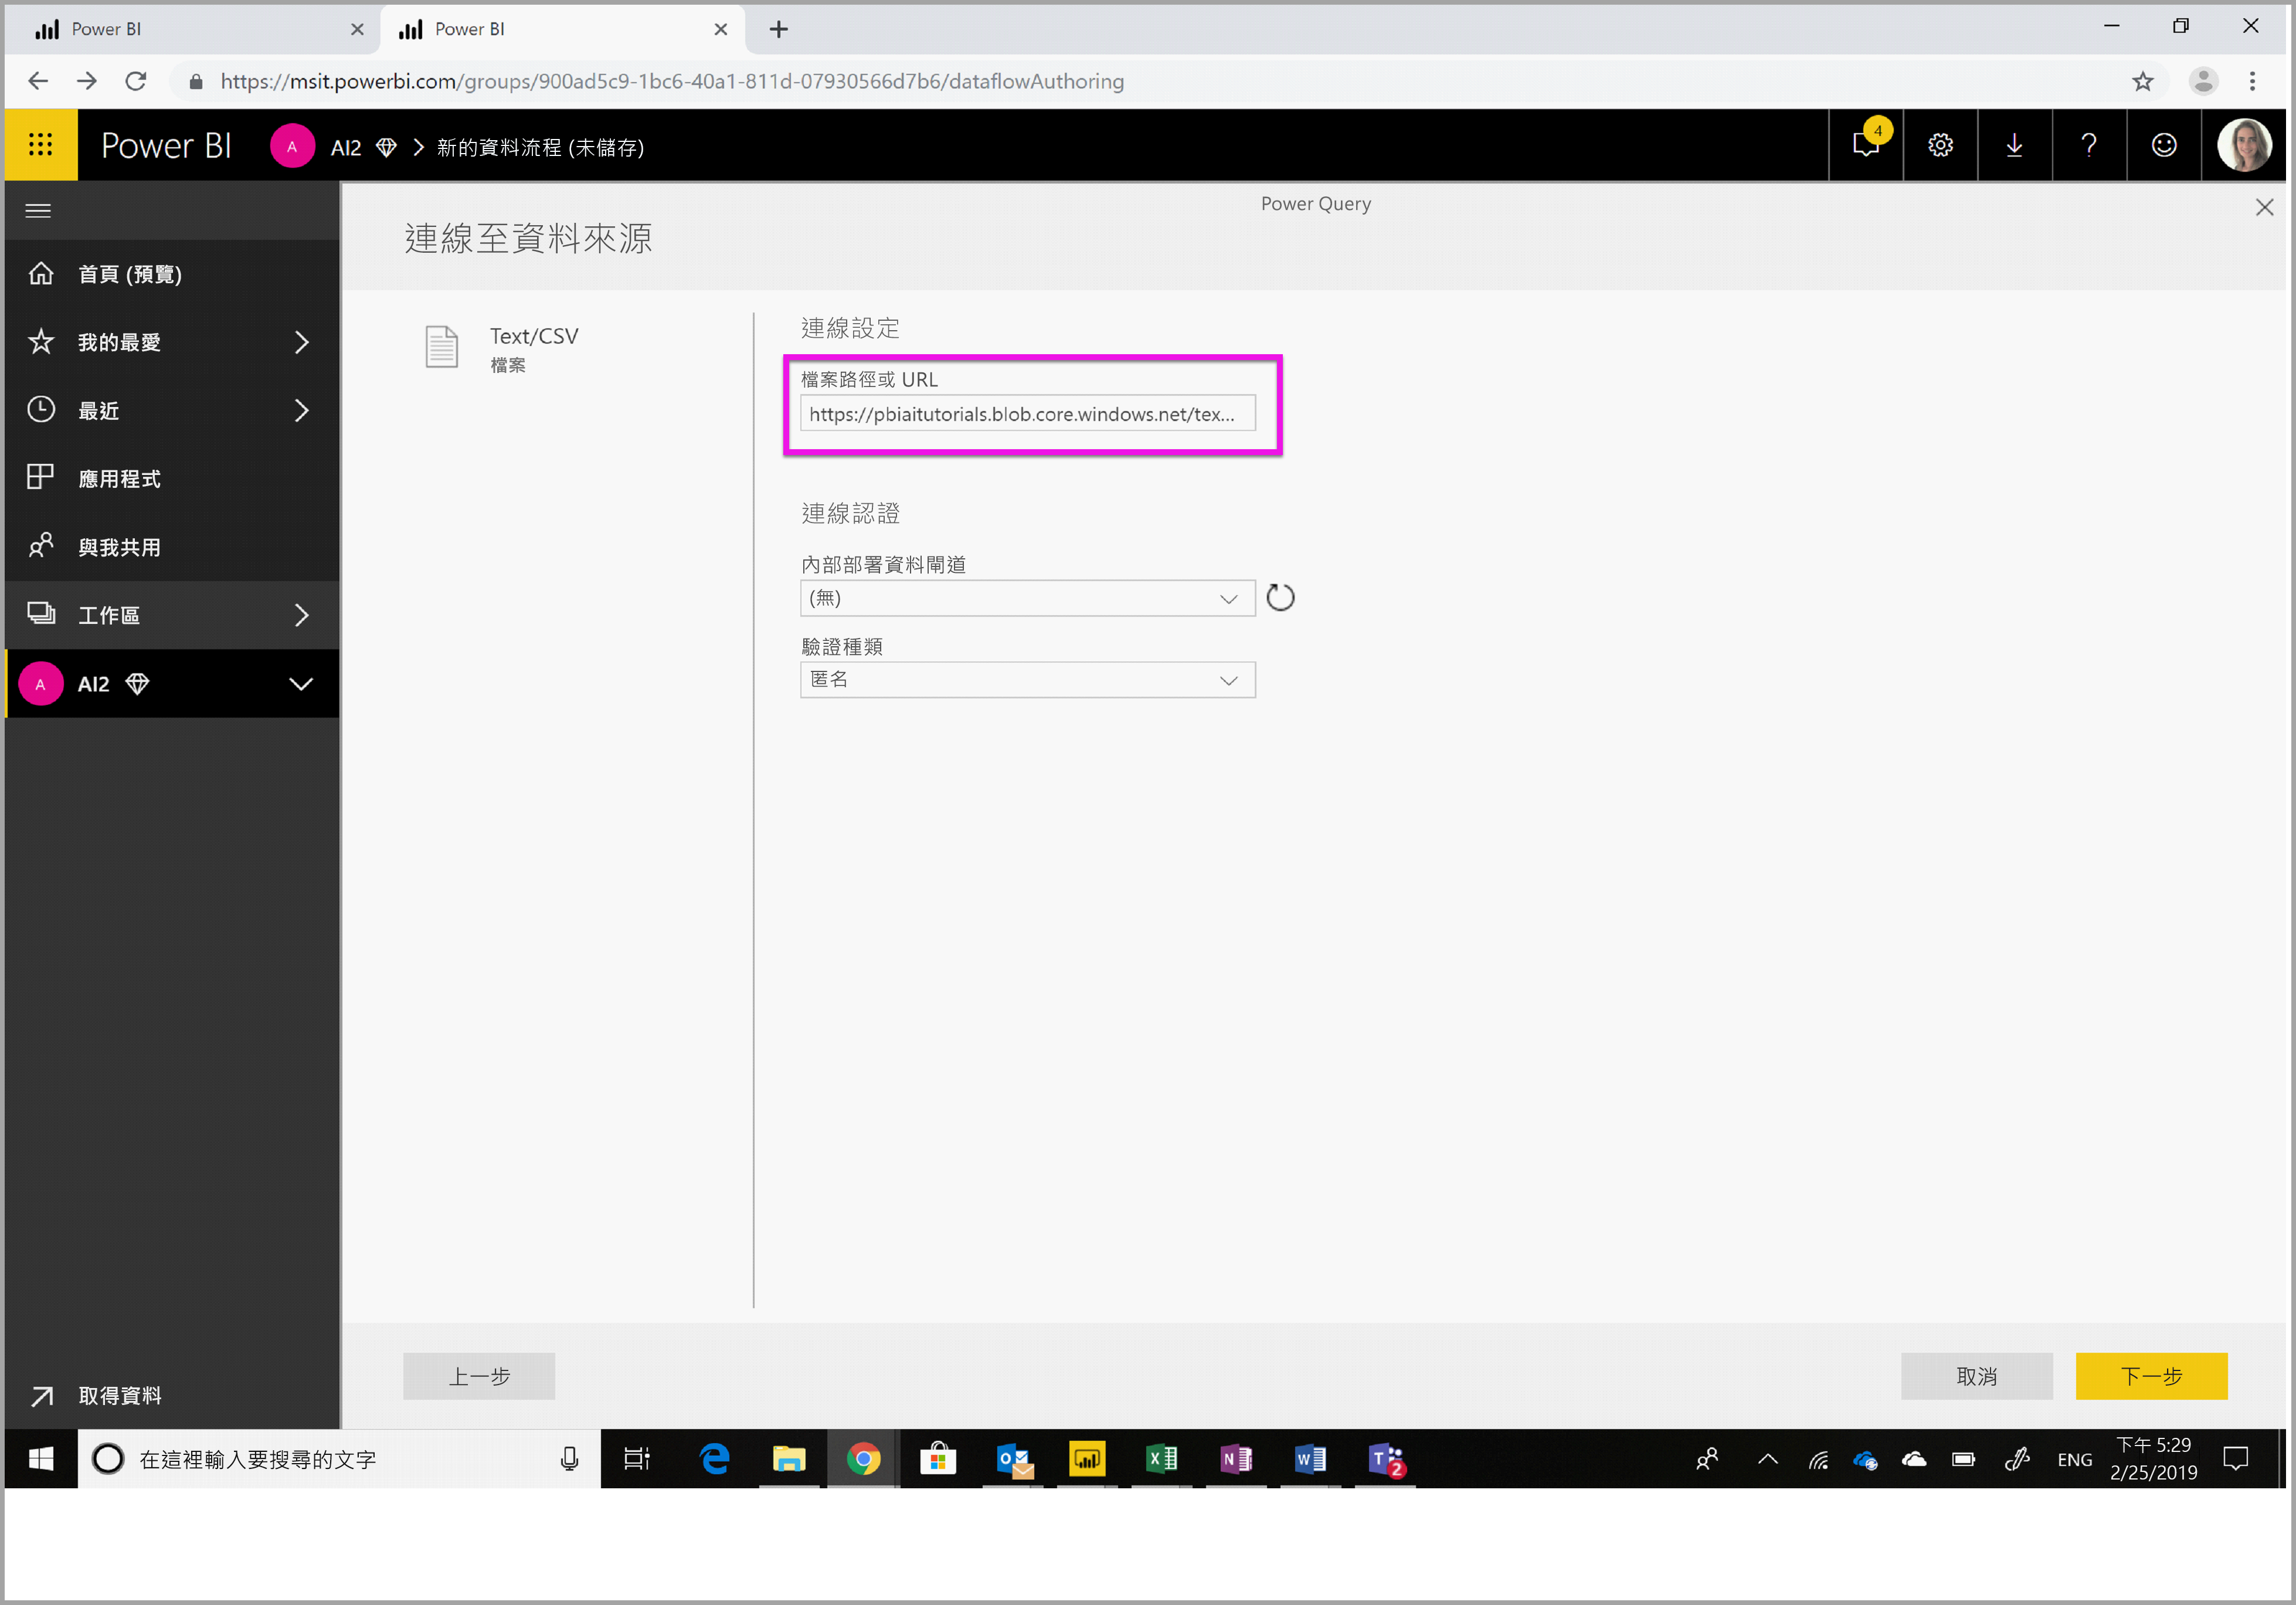 Power BI
Power BI
https://msit.powerbi.com/groups/900ad5c9-1bc6-40a1-811d-07930566d7b6/dataflowAuthoring
Power BI A AI2 > 新的資料流程 (未儲存) 4
Power Query
連線至資料來源
首頁 (預覽)
我的最愛
最近
應用程式
與我共用
工作區
A AI2
取得資料
Text/CSV
檔案
連線設定
檔案路徑或 URL
https://pbiaitutorials.blob.core.windows.net/tex...
連線認證
內部部署資料閘道
(無)
驗證種類
匿名
上一步
取消
下一步
在這裡輸入要搜尋的文字
2
ENG
下午 5:29
2/25/2019